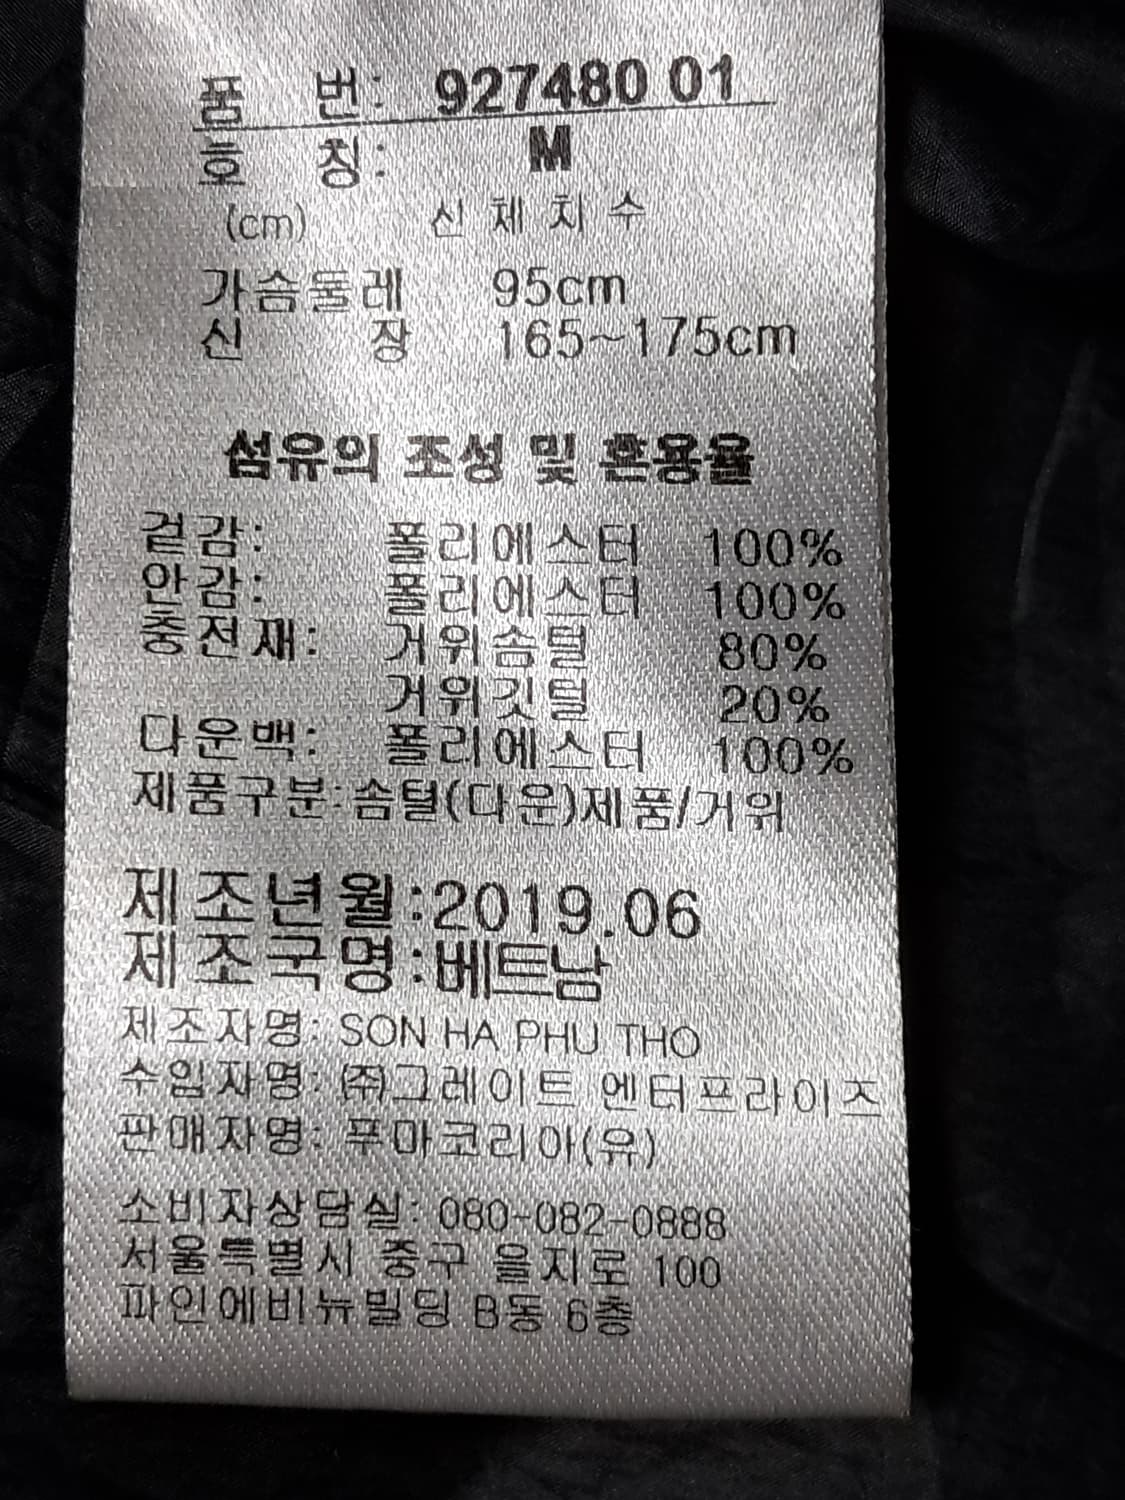 품 번: 927480 01
호 칭: M
(cm) 신체치수
가슴둘레 95cm
신 장 165~175cm
섬유의 조성 및 혼용율
겉감: 폴리에스터 100%
안감: 폴리에스터 100%
충전재: 거위솜털 80%
거위깃털 20%
다운백: 폴리에스터 100%
제품구분:솜털(다운)제품/거위
제조년월:2019.06
제조국명:베트남
제조자명: SON HA PHU THO
수입자명: (주)그레이트 엔터프라이즈
판매자명: 푸마코리아(유)
소비자상담실: 080-082-0888
서울특별시 중구 을지로 100
파인에비뉴빌딩 B동 6층